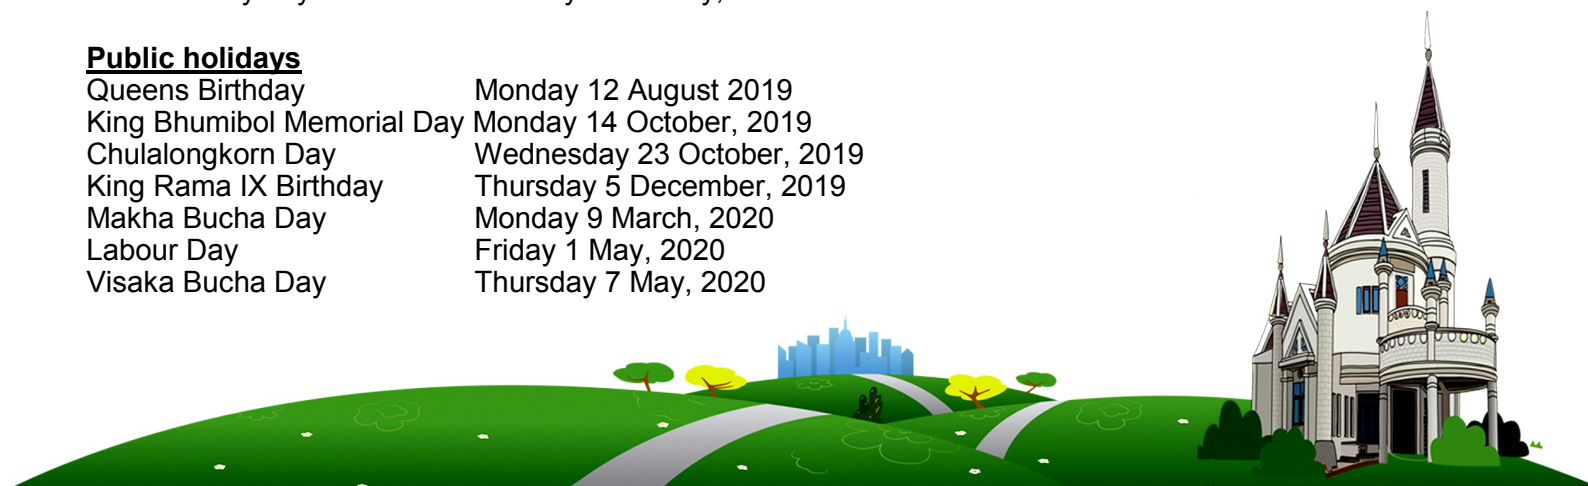 Public holidays
Queens Birthday Monday 12 August 2019
King Bhumibol Memorial Day Monday 14 October, 2019
Chulalongkorn Day Wednesday 23 October, 2019
King Rama IX Birthday Thursday 5 December, 2019
Makha Bucha Day Monday 9 March, 2020
Labour Day Friday 1 May, 2020
Visaka Bucha Day Thursday 7 May, 2020